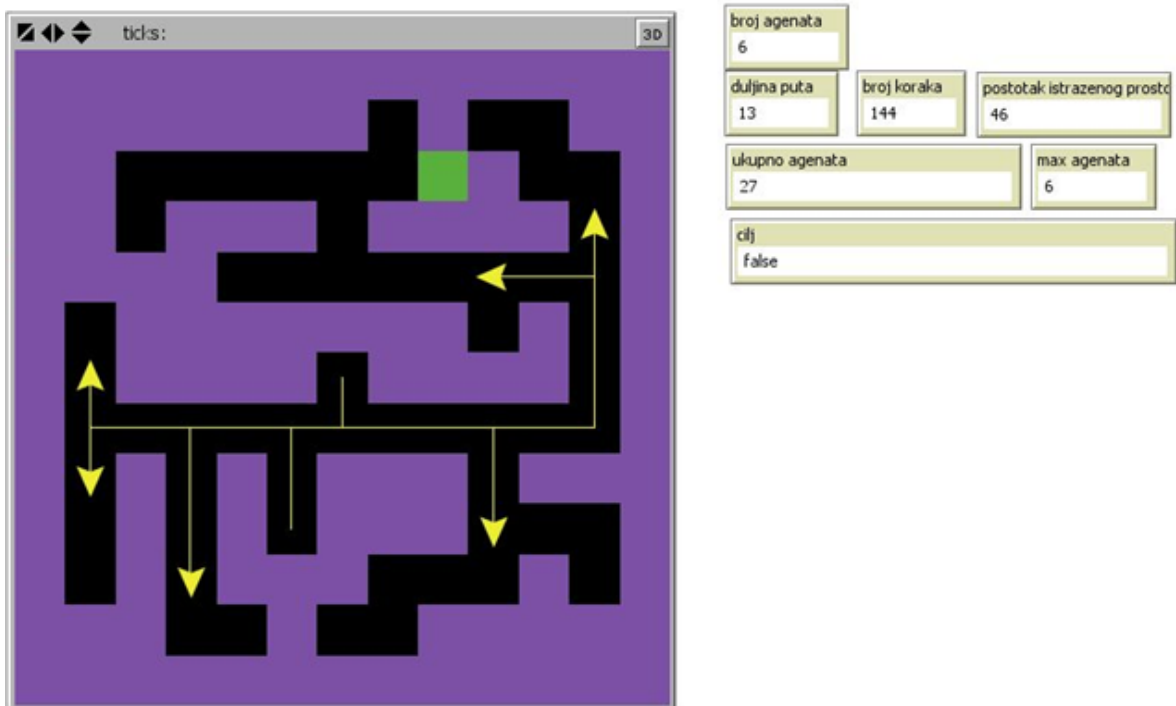 ticks:
3D
broj agenata
6
duljina puta
13
broj koraka
144
postotak istrazenog prosto
46
ukupno agenata
27
max agenata
6
cilj
false